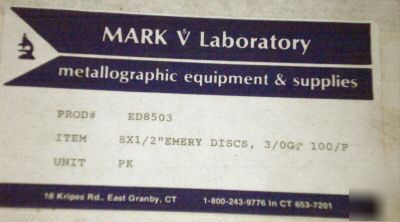 MARK V Laboratory
metallographic equipment & supplies
PROD# ED8503
ITEM 8X1/2"EMERY DISCS, 3/0G, 100/P
UNIT PK
18 Kripes Rd., East Granby, CT 1-800-243-9776 In CT 653-7201